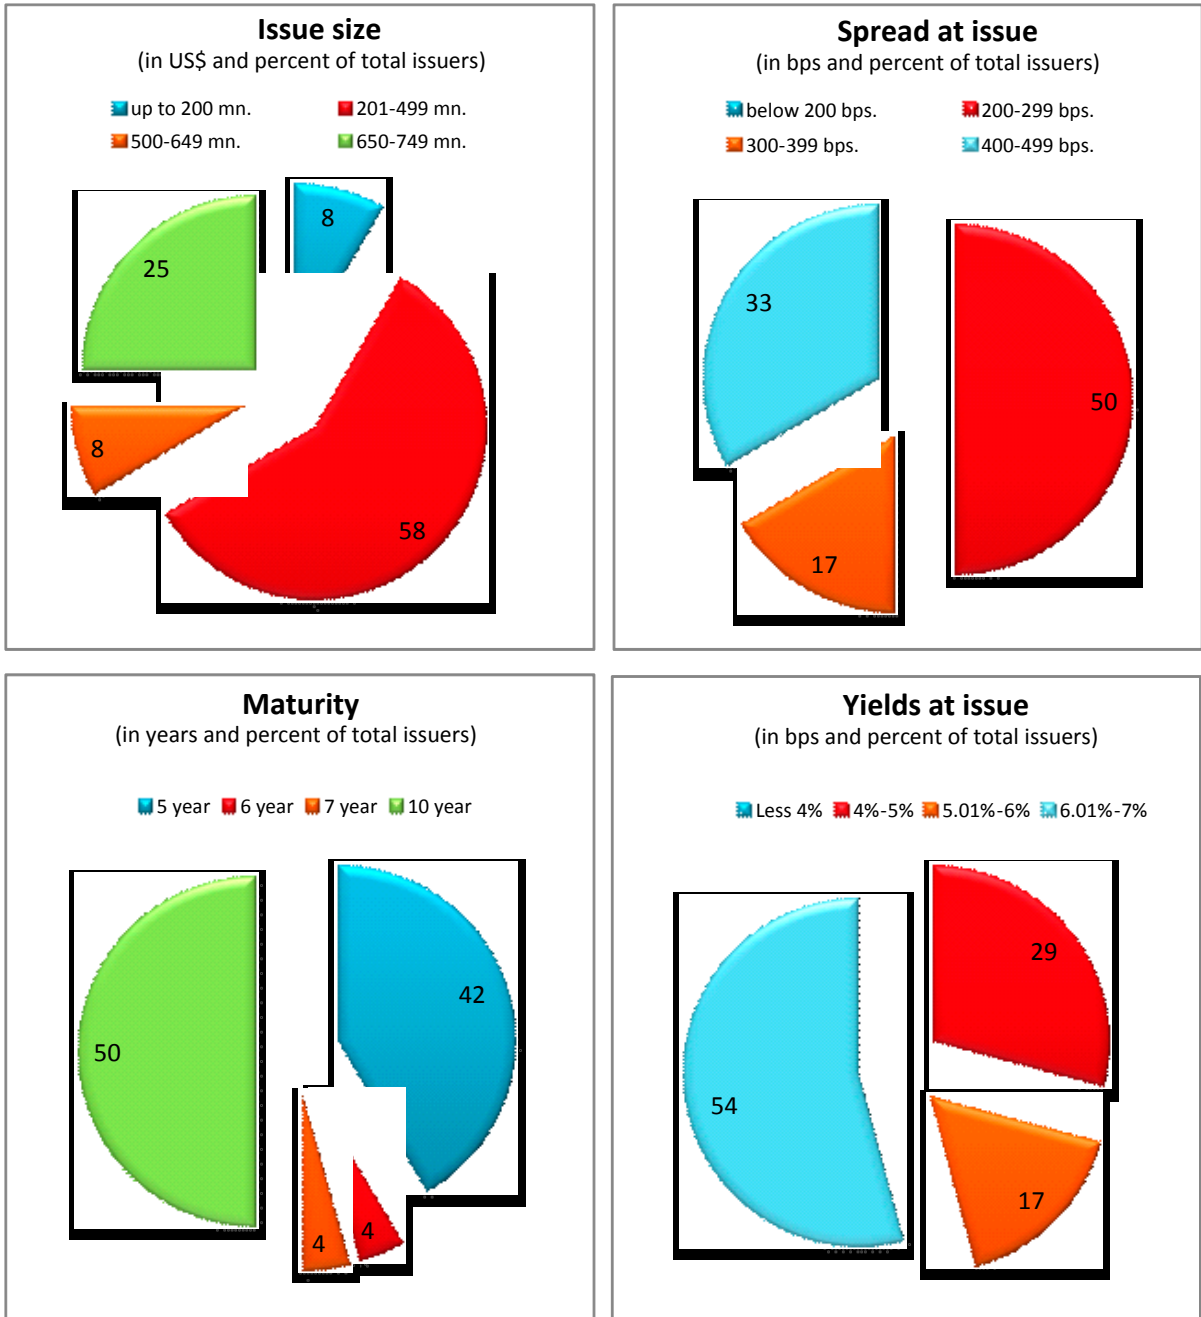 Issue size
(in US$ and percent of total issuers)
up to 200 mn. 201-499 mn.
500-649 mn. 650-749 mn.
8
25
8
58
Spread at issue
(in bps and percent of total issuers)
below 200 bps. 200-299 bps.
300-399 bps. 400-499 bps.
33
50
17
Maturity
(in years and percent of total issuers)
5 year 6 year 7 year 10 year
42
50
4
4
Yields at issue
(in bps and percent of total issuers)
Less 4% 4%-5% 5.01%-6% 6.01%-7%
29
54
17